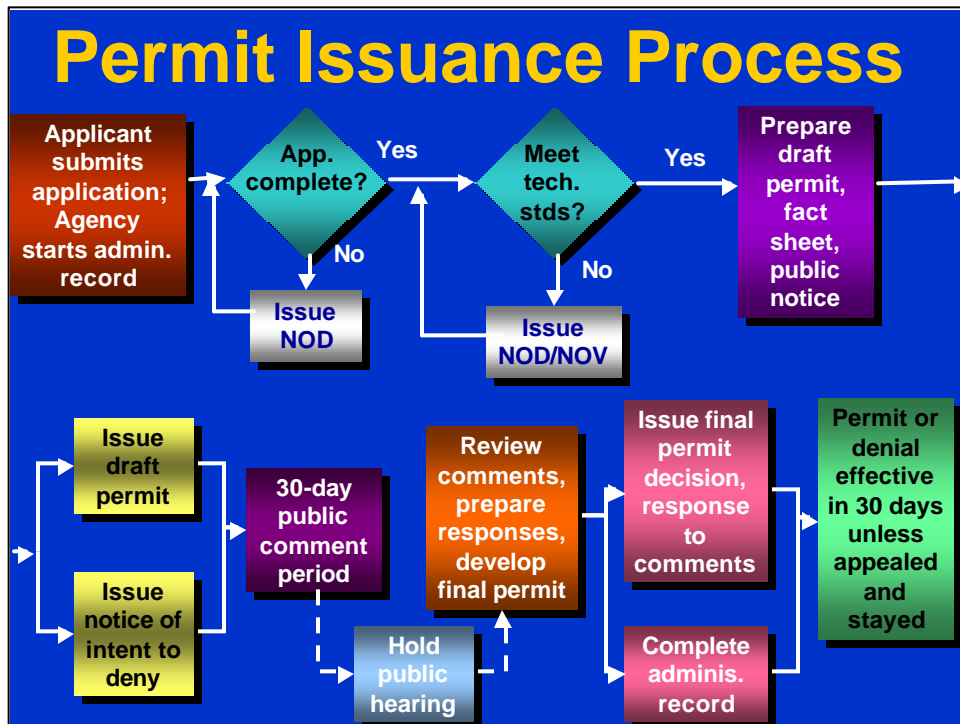 Permit Issuance Process
Applicant
submits
application;
Agency
starts admin.
record
App.
complete?
Yes
No
Issue
NOD
Meet
tech.
stds?
Yes
No
Issue
NOD/NOV
Prepare
draft
permit,
fact
sheet,
public
notice
Issue
draft
permit
Issue
notice of
intent to
deny
30-day
public
comment
period
Hold
public
hearing
Review
comments,
prepare
responses,
develop
final permit
Issue final
permit
decision,
response
to
comments
Complete
adminis.
record
Permit or
denial
effective
in 30 days
unless
appealed
and
stayed